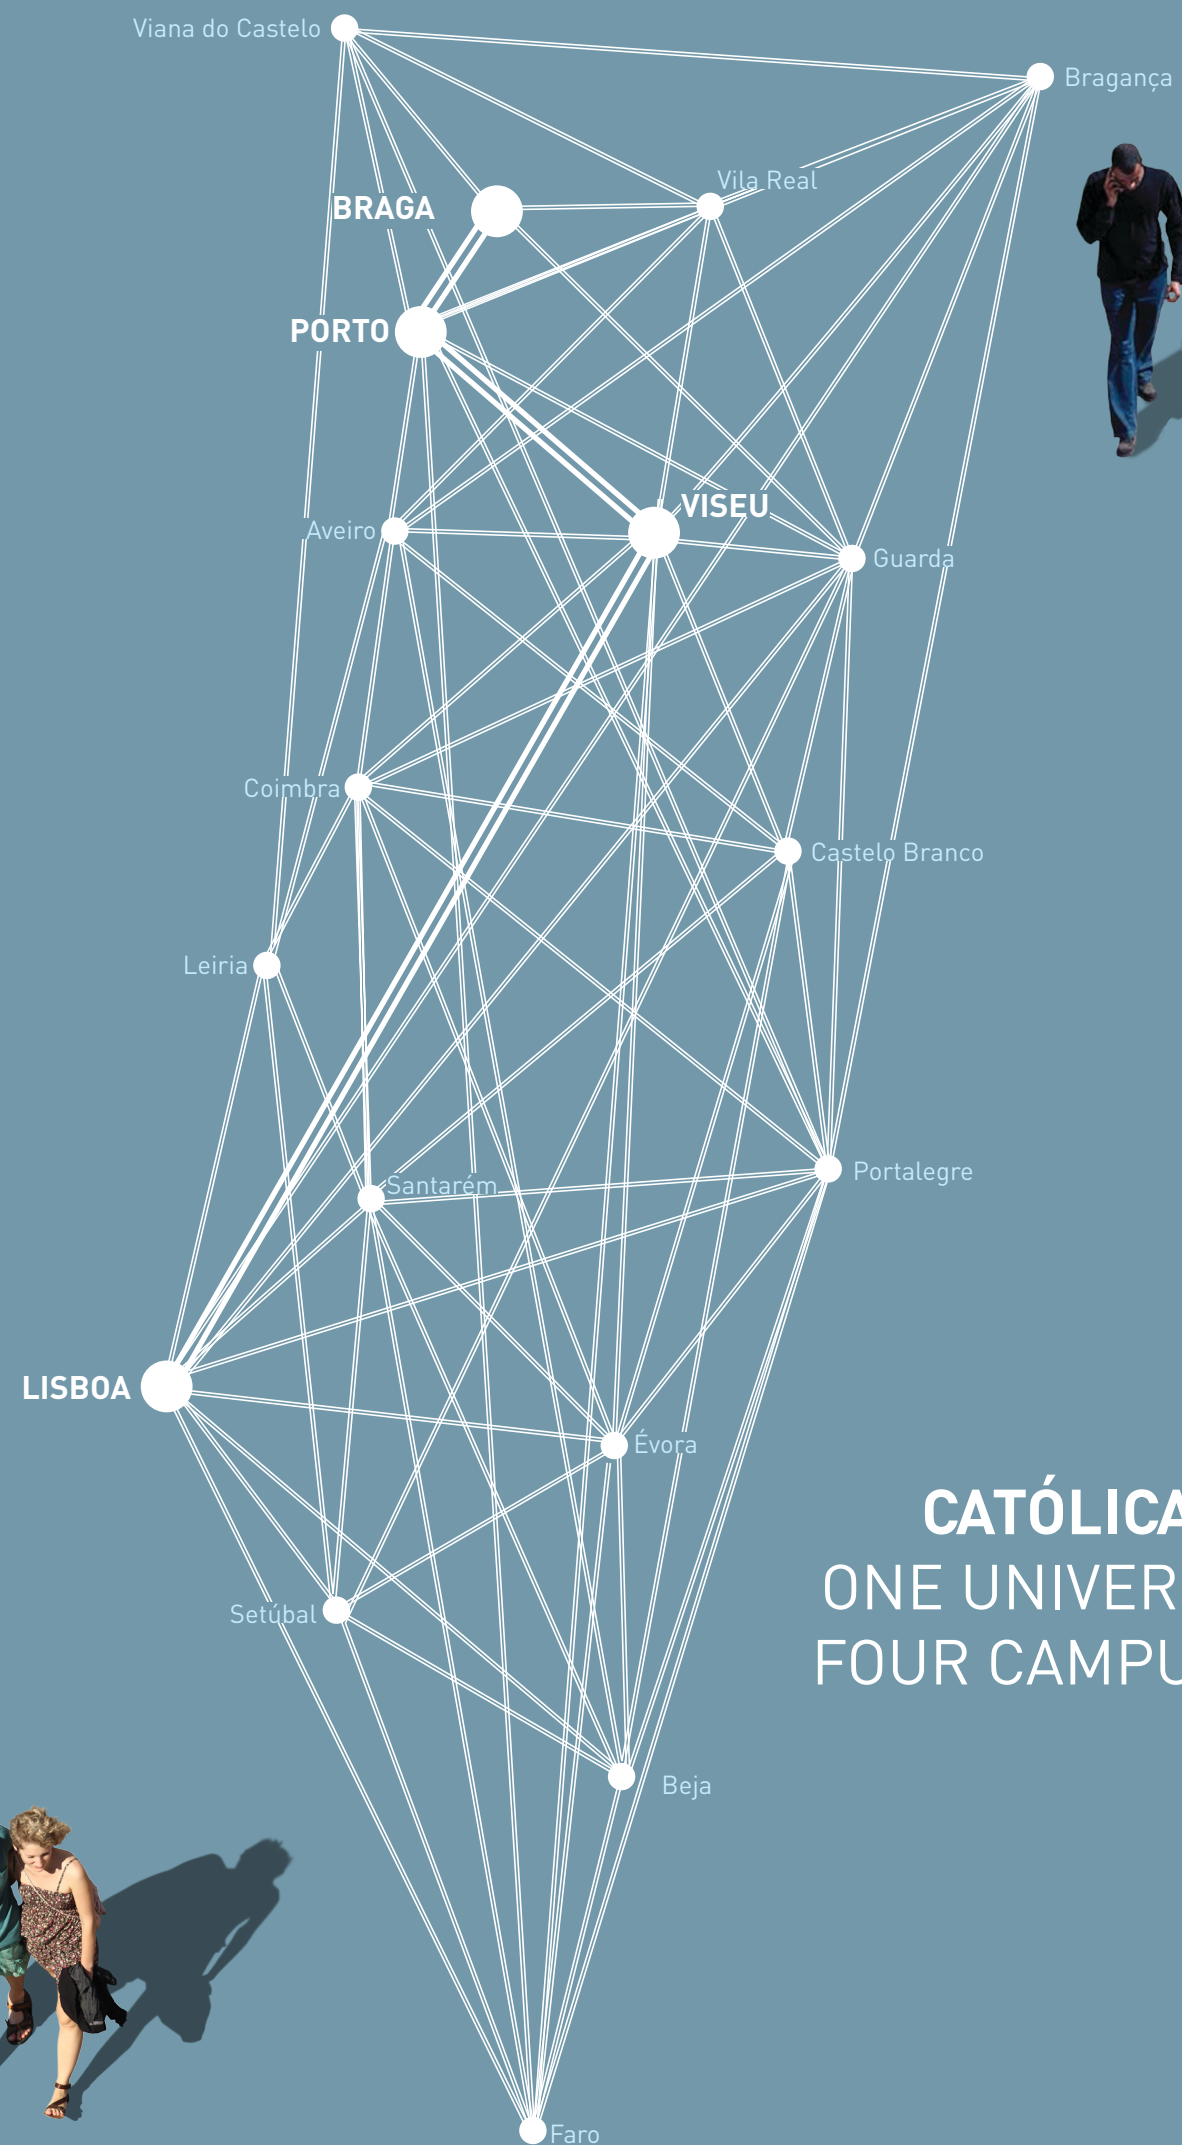 Viana do Castelo
Bragança
Vila Real
BRAGA
PORTO
VISEU
Aveiro
Guarda
Coimbra
Castelo Branco
Leiria
Portalegre
Santarém
LISBOA
Évora
CATÓLICA
ONE UNIVER
FOUR CAMPU
Setúbal
Beja
Faro